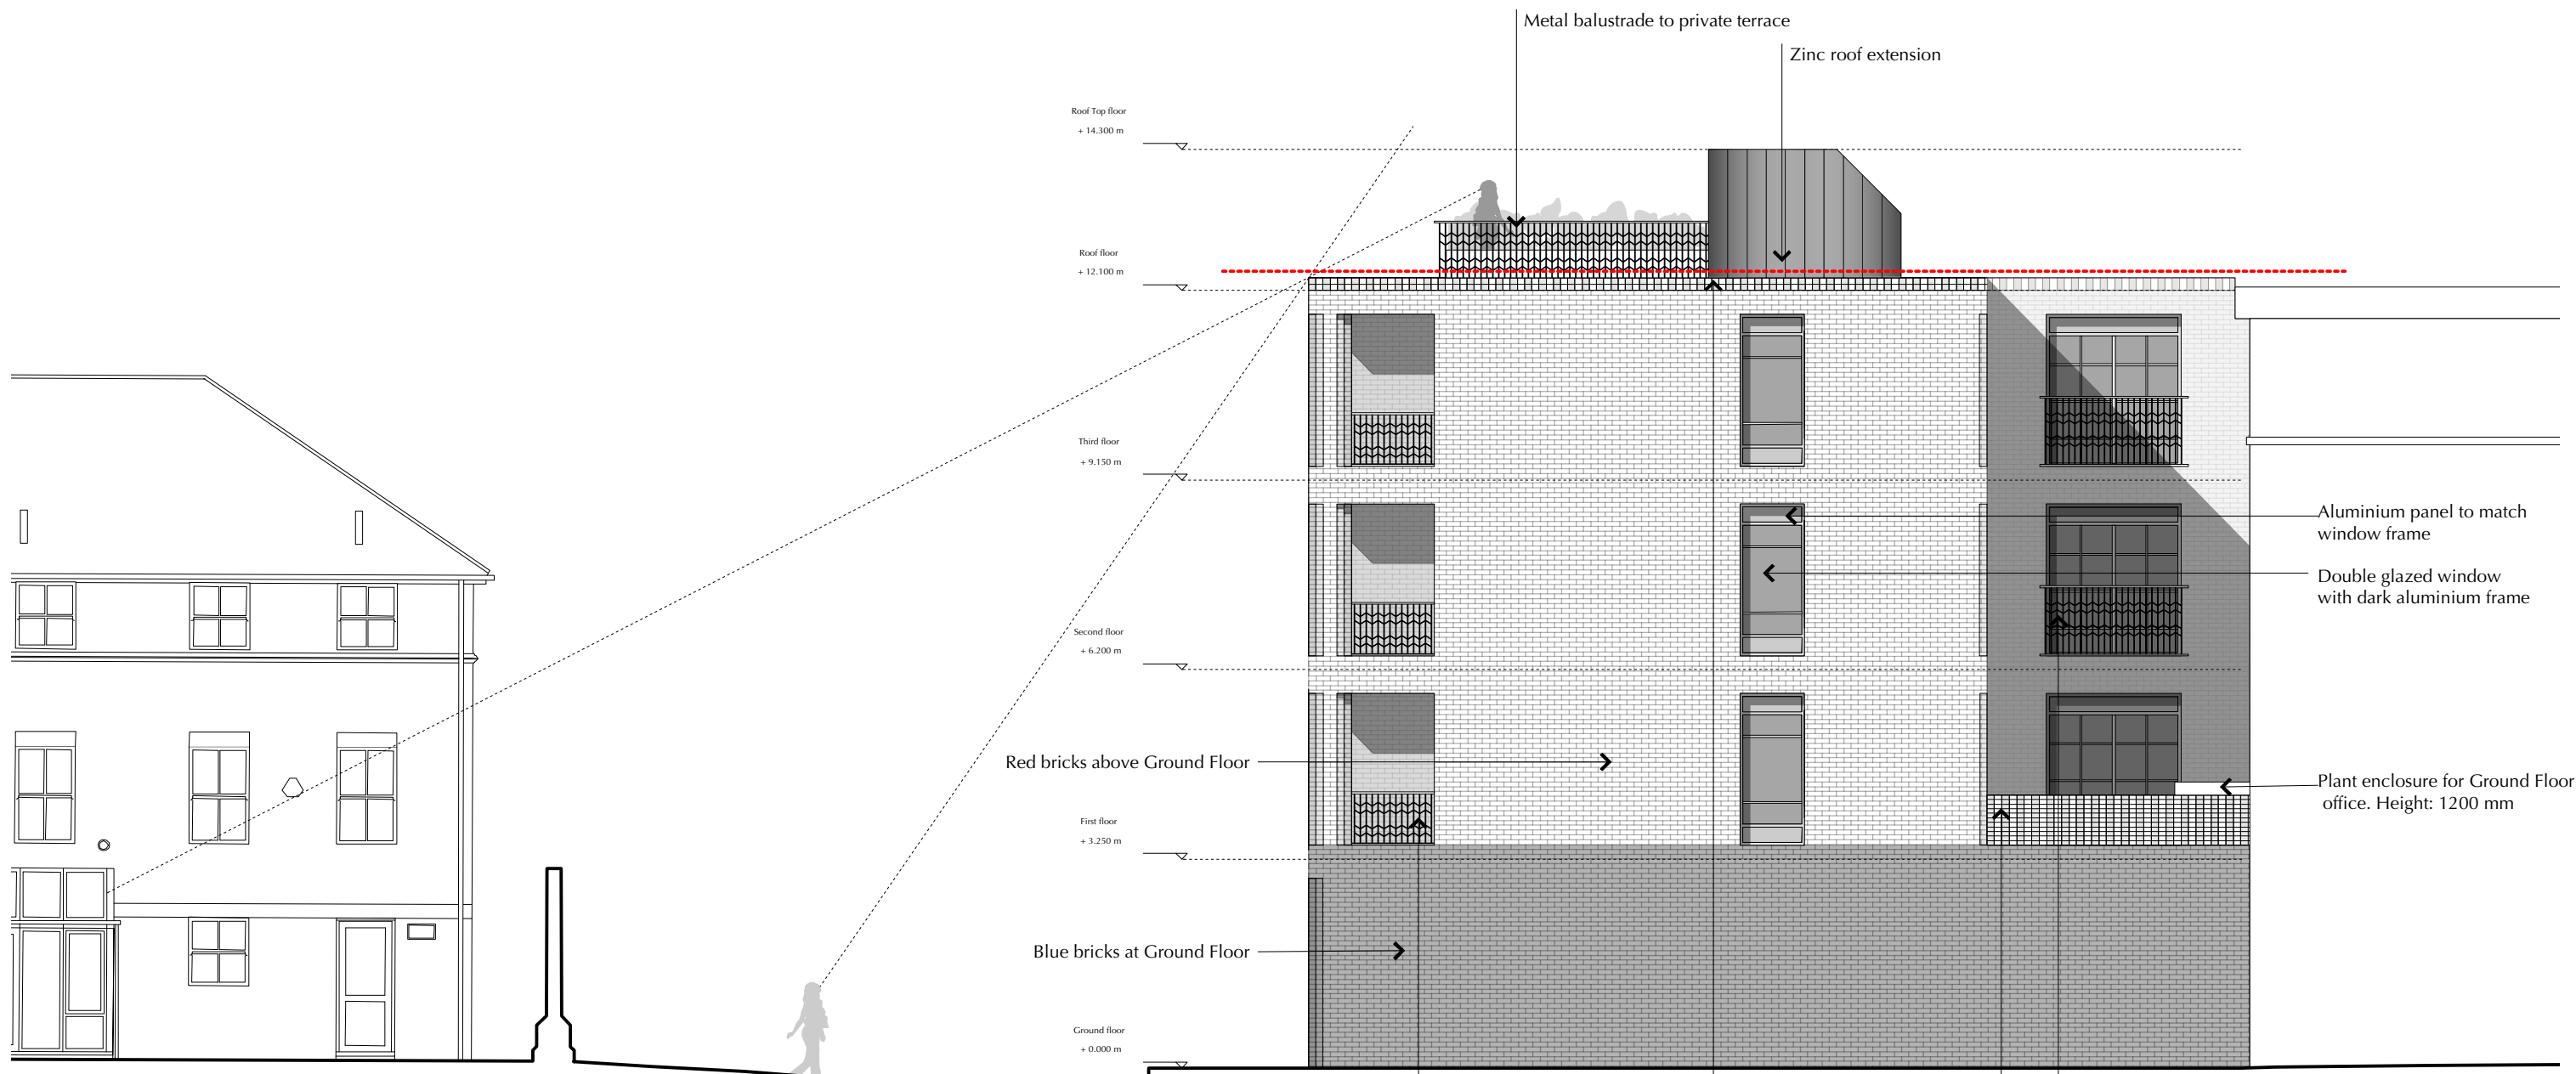 Metal balustrade to private terrace
Zinc roof extension
Roof Top floor
+ 14.300 m
Roof floor
+ 12.100 m
Third floor
+ 9.150 m
Aluminium panel to match
window frame
Double glazed window
with dark aluminium frame
Second floor
+ 6.200 m
Red bricks above Ground Floor
Plant enclosure for Ground Floor
office. Height: 1200 mm
First floor
+ 3.250 m
Blue bricks at Ground Floor
Ground floor
+ 0.000 m